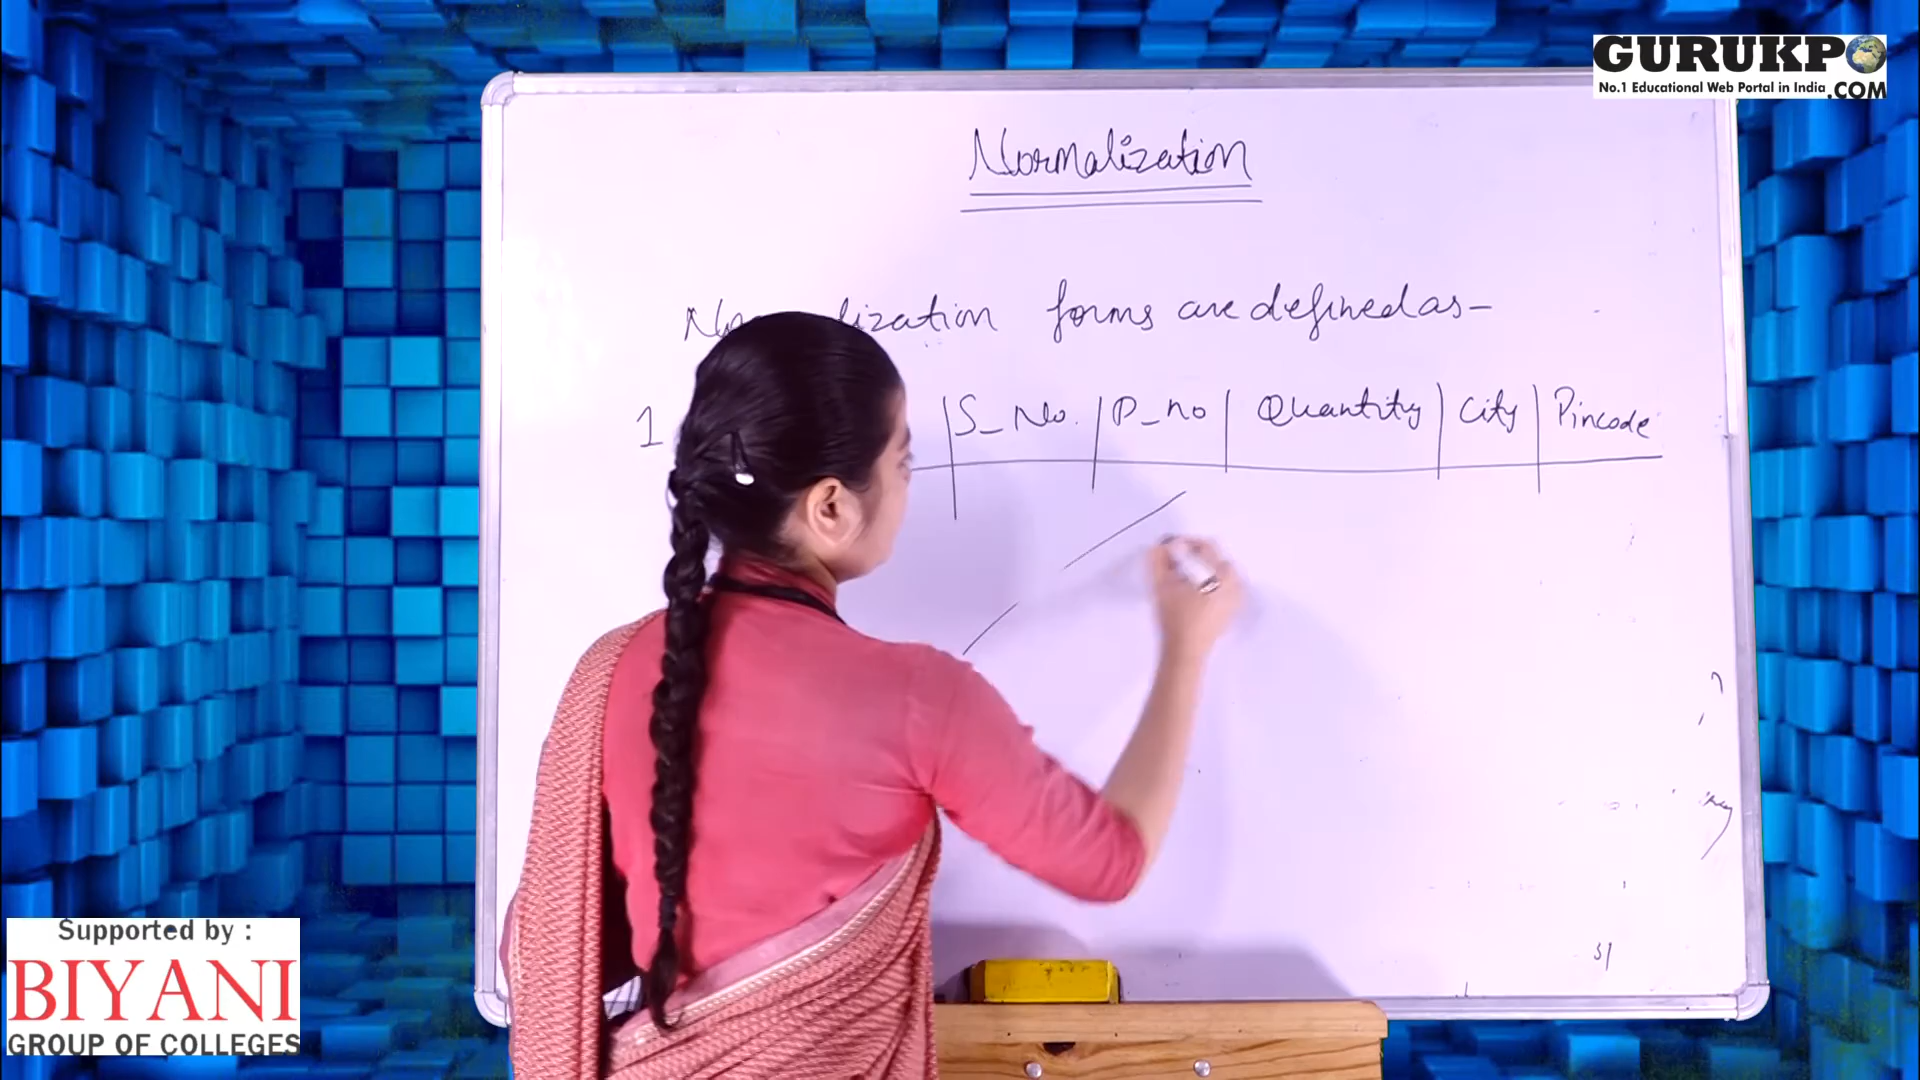 GURUKPO
No.1 Educational Web Portal in India .COM
Normalization
forms are defined as -
1 S_No. P_no Quantity City Pincode
Supported by :
BIYANI
GROUP OF COLLEGES